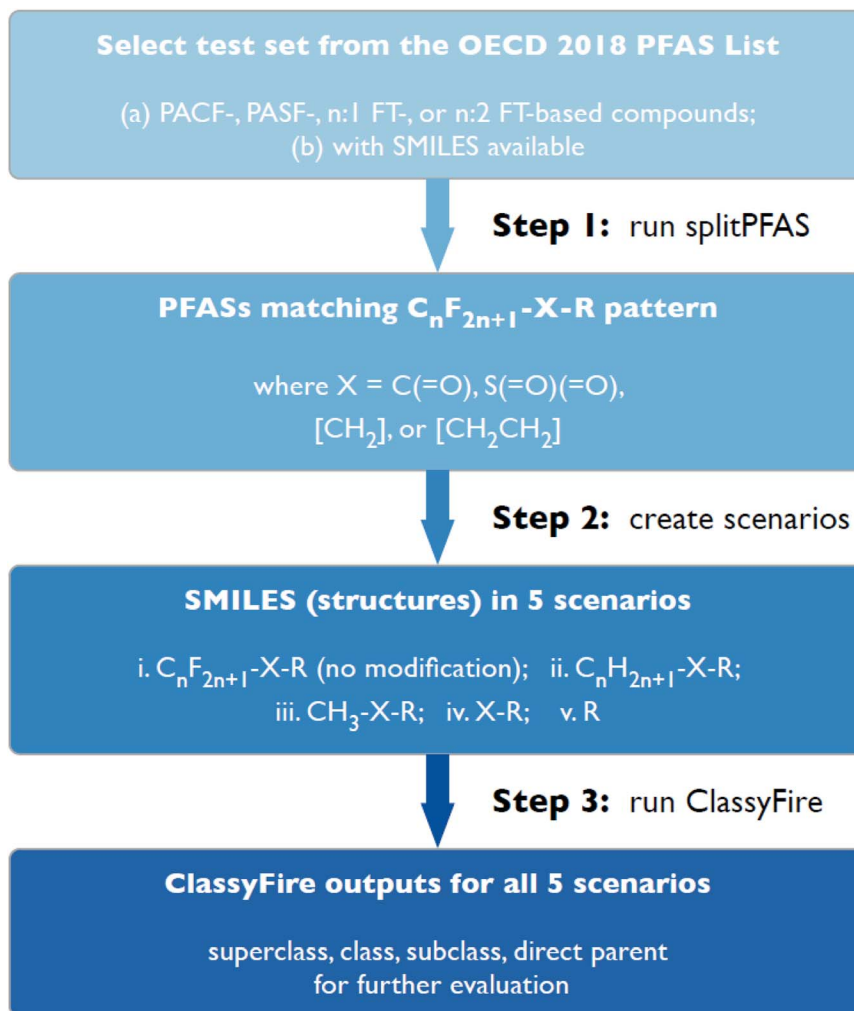 Select test set from the OECD 2018 PFAS List
(a) PACF-, PASF-, n:1 FT-, or n:2 FT-based compounds;
(b) with SMILES available
Step 1: run splitPFAS
PFASs matching CₙF₂ₙ₊₁-X-R pattern
where X = C(=O), S(=O)(=O),
[CH₂], or [CH₂CH₂]
Step 2: create scenarios
SMILES (structures) in 5 scenarios
i. CₙF₂ₙ₊₁-X-R (no modification); ii. CₙH₂ₙ₊₁-X-R;
iii. CH₃-X-R; iv. X-R; v. R
Step 3: run ClassyFire
ClassyFire outputs for all 5 scenarios
superclass, class, subclass, direct parent
for further evaluation